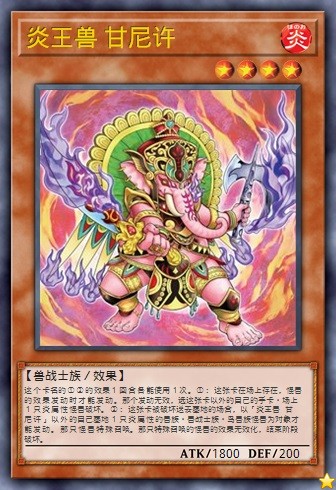 炎王兽 甘尼许
炎
【兽战士族／效果】
这个卡名的①②的效果1回合各能使用1次。①：这张卡在场上存在，怪兽
的效果发动时才能发动。那个发动无效，选这张卡以外的自己的手卡・场上
1只炎属性怪兽破坏。②：这张卡被破坏送去墓地的场合，以「炎王兽 甘
尼许」以外的自己墓地1只炎属性的兽族・兽战士族・鸟兽族怪兽为对象才
能发动。那只怪兽特殊召唤。那只特殊召唤的怪兽的效果无效化，结束阶段
破坏。
ATK/1800 DEF/200